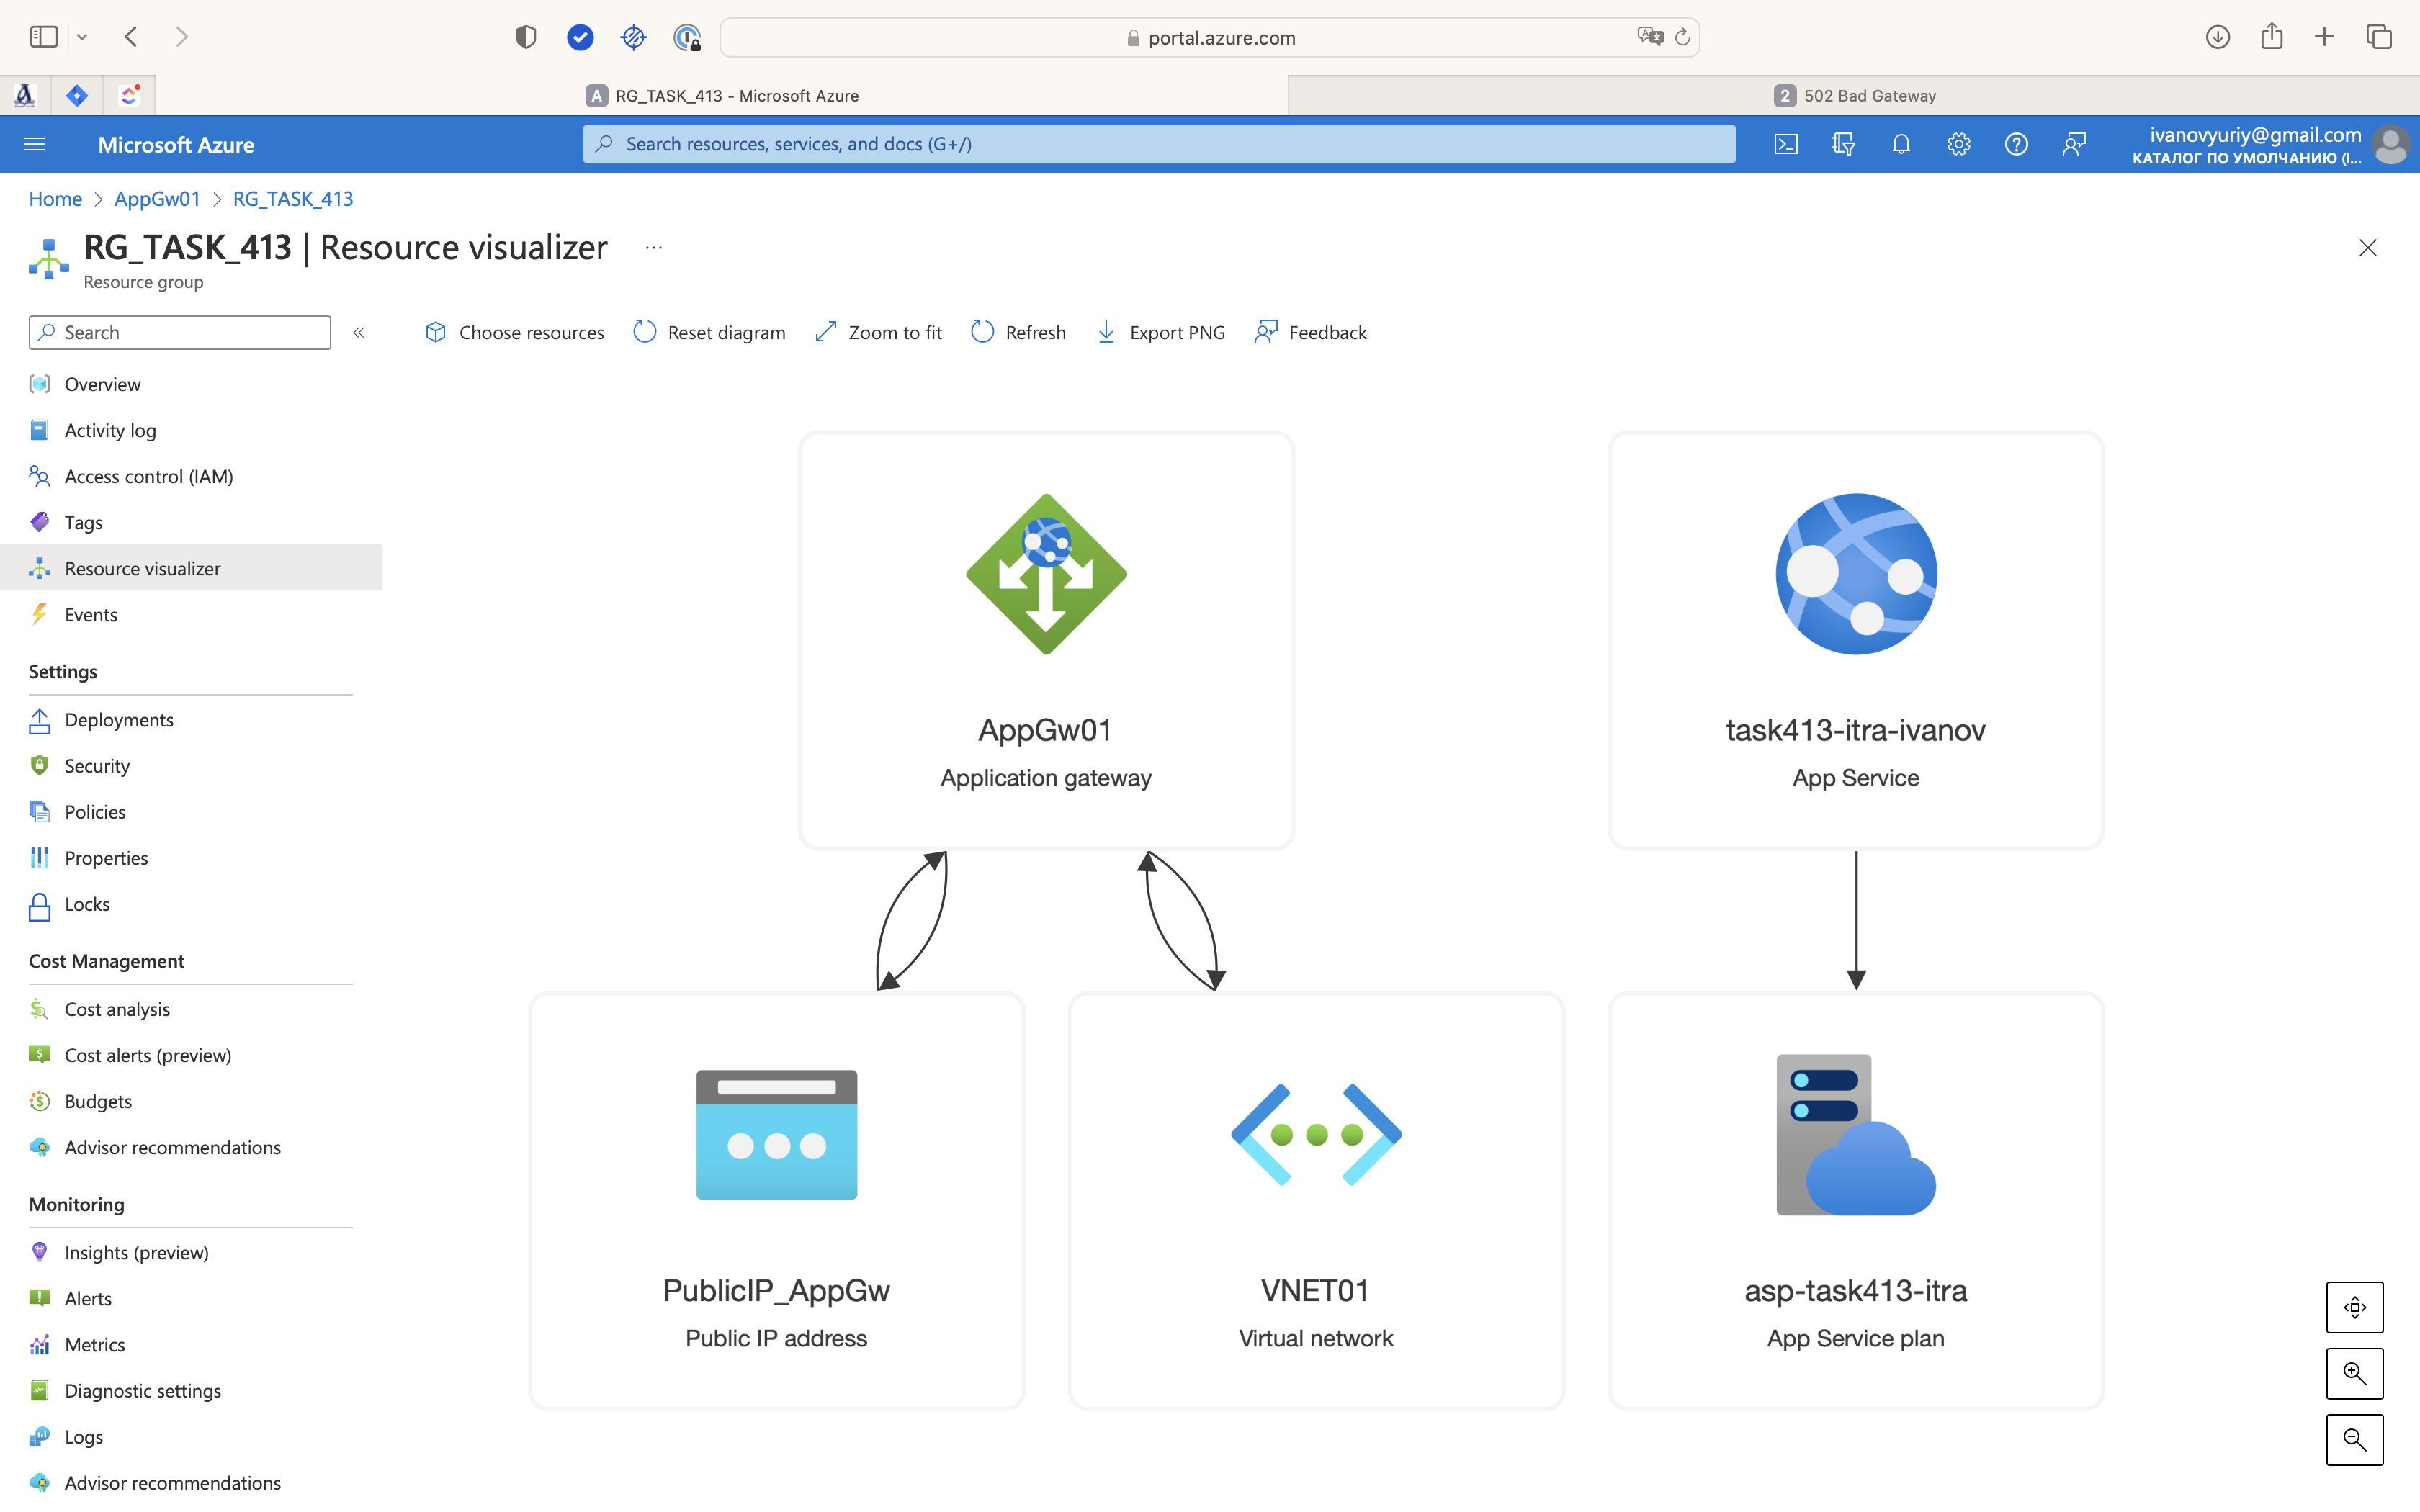 portal.azure.com
A RG_TASK_413 - Microsoft Azure
2 502 Bad Gateway
Microsoft Azure
Search resources, services, and docs (G+/)
ivanovyuriy@gmail.com
КАТАЛОГ ПО УМОЛЧАНИЮ (I...
Home > AppGw01 > RG_TASK_413
RG_TASK_413 | Resource visualizer ...
Resource group
Search
Choose resources
Reset diagram
Zoom to fit
Refresh
Export PNG
Feedback
Overview
Activity log
Access control (IAM)
Tags
Resource visualizer
Events
Settings
Deployments
Security
Policies
Properties
Locks
Cost Management
Cost analysis
Cost alerts (preview)
Budgets
Advisor recommendations
Monitoring
Insights (preview)
Alerts
Metrics
Diagnostic settings
Logs
Advisor recommendations
AppGw01
Application gateway
task413-itra-ivanov
App Service
PublicIP_AppGw
Public IP address
VNET01
Virtual network
asp-task413-itra
App Service plan